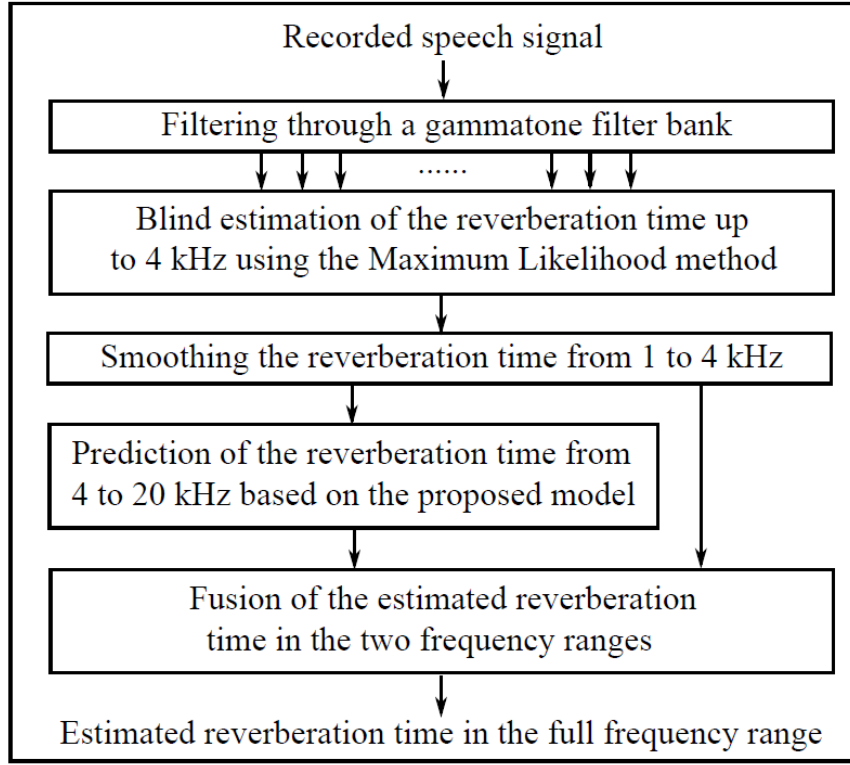 Recorded speech signal
Filtering through a gammatone filter bank
......
Blind estimation of the reverberation time up
to 4 kHz using the Maximum Likelihood method
Smoothing the reverberation time from 1 to 4 kHz
Prediction of the reverberation time from
4 to 20 kHz based on the proposed model
Fusion of the estimated reverberation
time in the two frequency ranges
Estimated reverberation time in the full frequency range